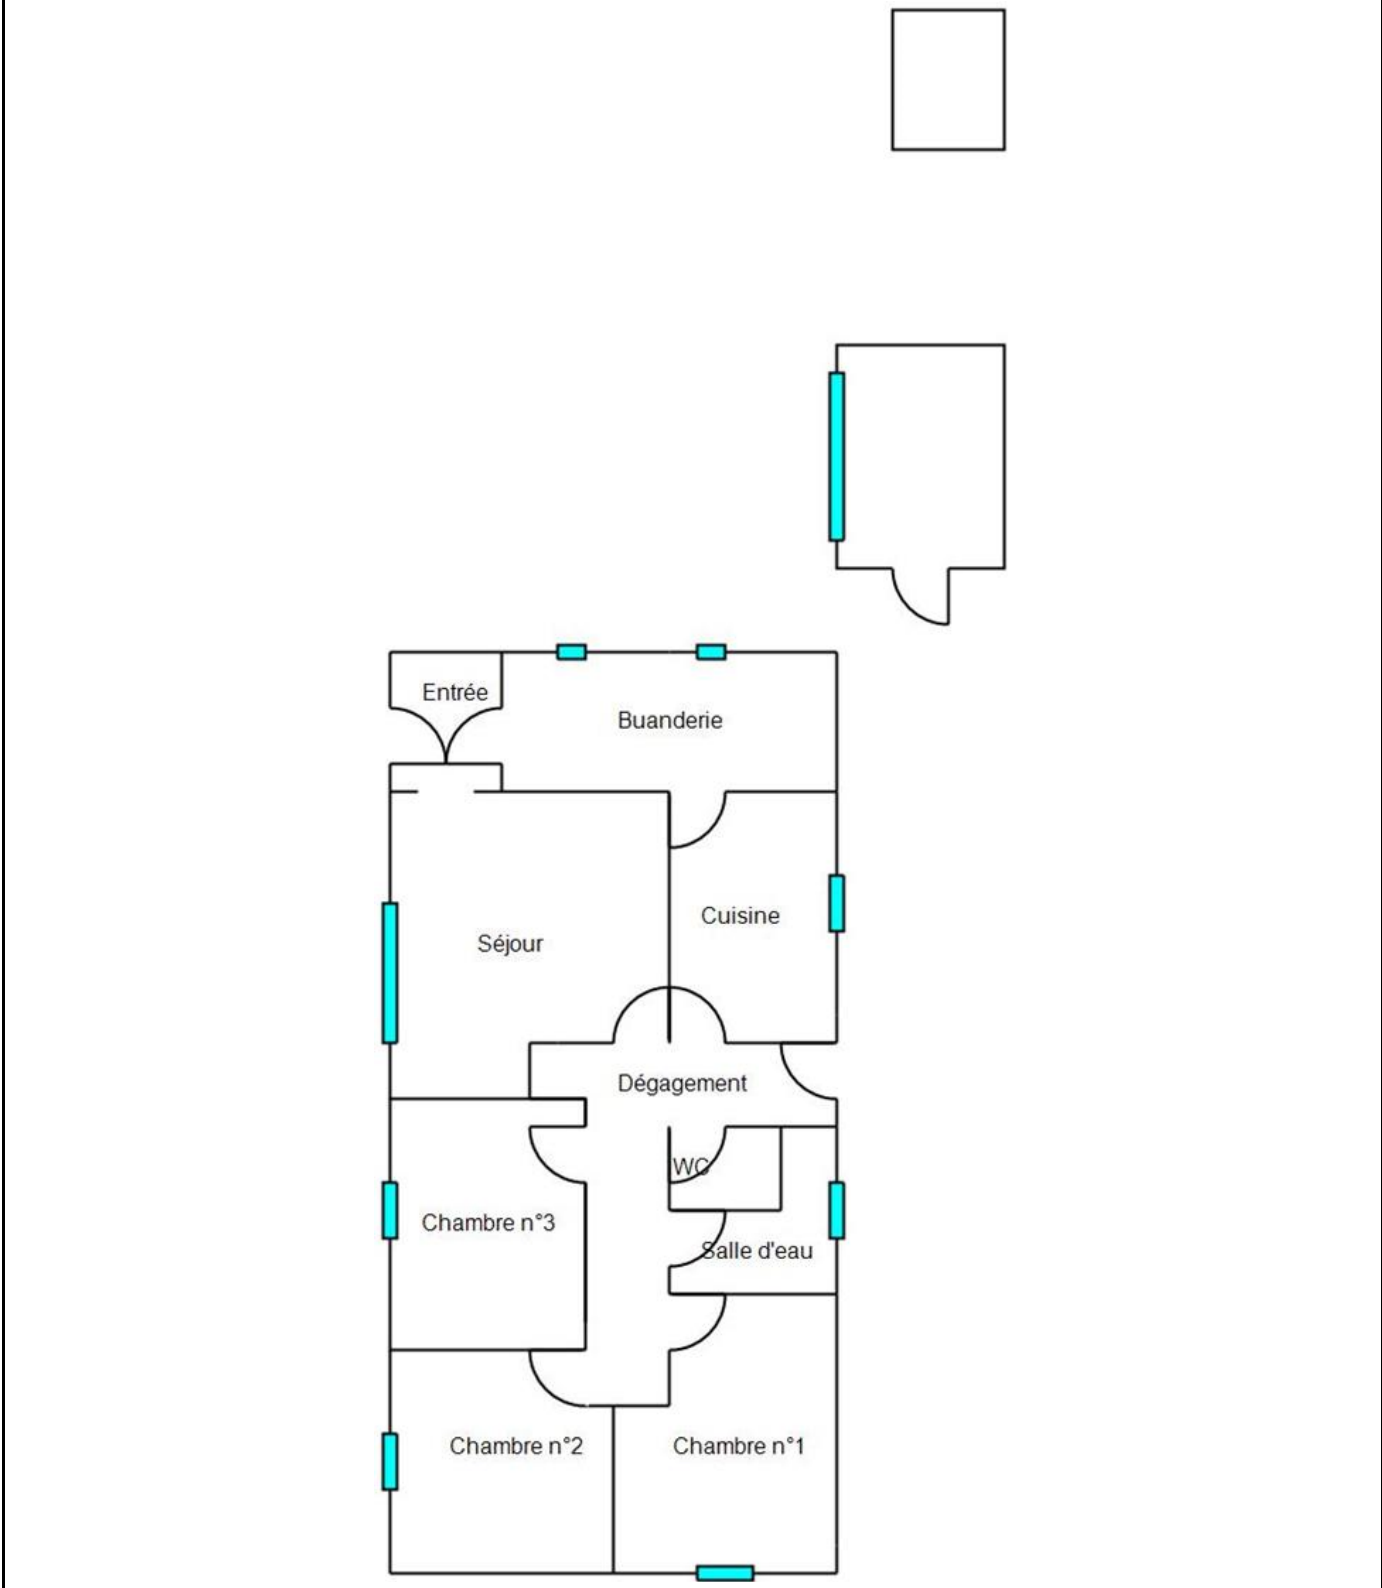 Entrée
Buanderie
Cuisine
Séjour
Dégagement
WC
Chambre n°3
Salle d'eau
Chambre n°2
Chambre n°1